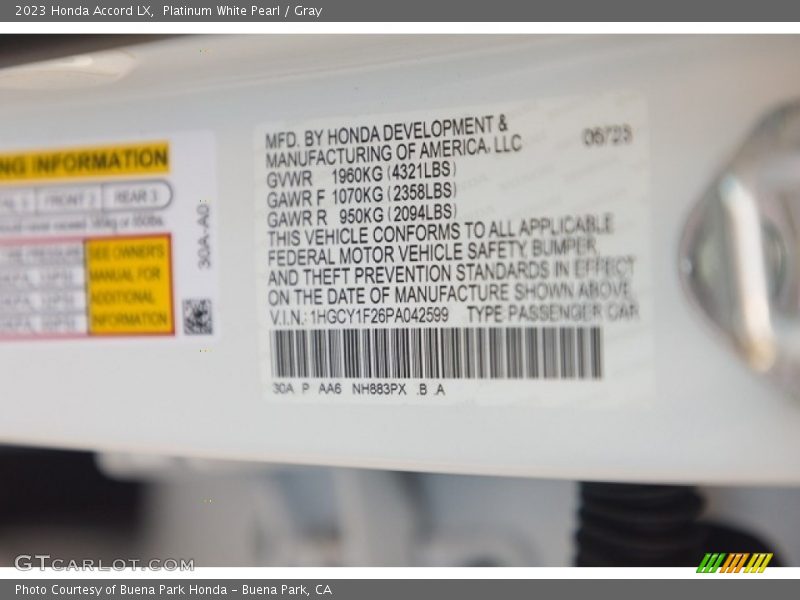 2023 Honda Accord LX, Platinum White Pearl / Gray
NG INFORMATION
FRONT 2 REAR 3
SEE OWNER'S
MANUAL FOR
ADDITIONAL
INFORMATION
30A-A0
MFD. BY HONDA DEVELOPMENT & 06/23
MANUFACTURING OF AMERICA, LLC
GVWR 1960KG (4321LBS)
GAWR F 1070KG (2358LBS)
GAWR R 950KG (2094LBS)
THIS VEHICLE CONFORMS TO ALL APPLICABLE
FEDERAL MOTOR VEHICLE SAFETY, BUMPER,
AND THEFT PREVENTION STANDARDS IN EFFECT
ON THE DATE OF MANUFACTURE SHOWN ABOVE.
V.I.N.: 1HGCY1F26PA042599 TYPE PASSENGER CAR
30A P AA6 NH883PX .B .A
GTCARLOT.COM
Photo Courtesy of Buena Park Honda - Buena Park, CA